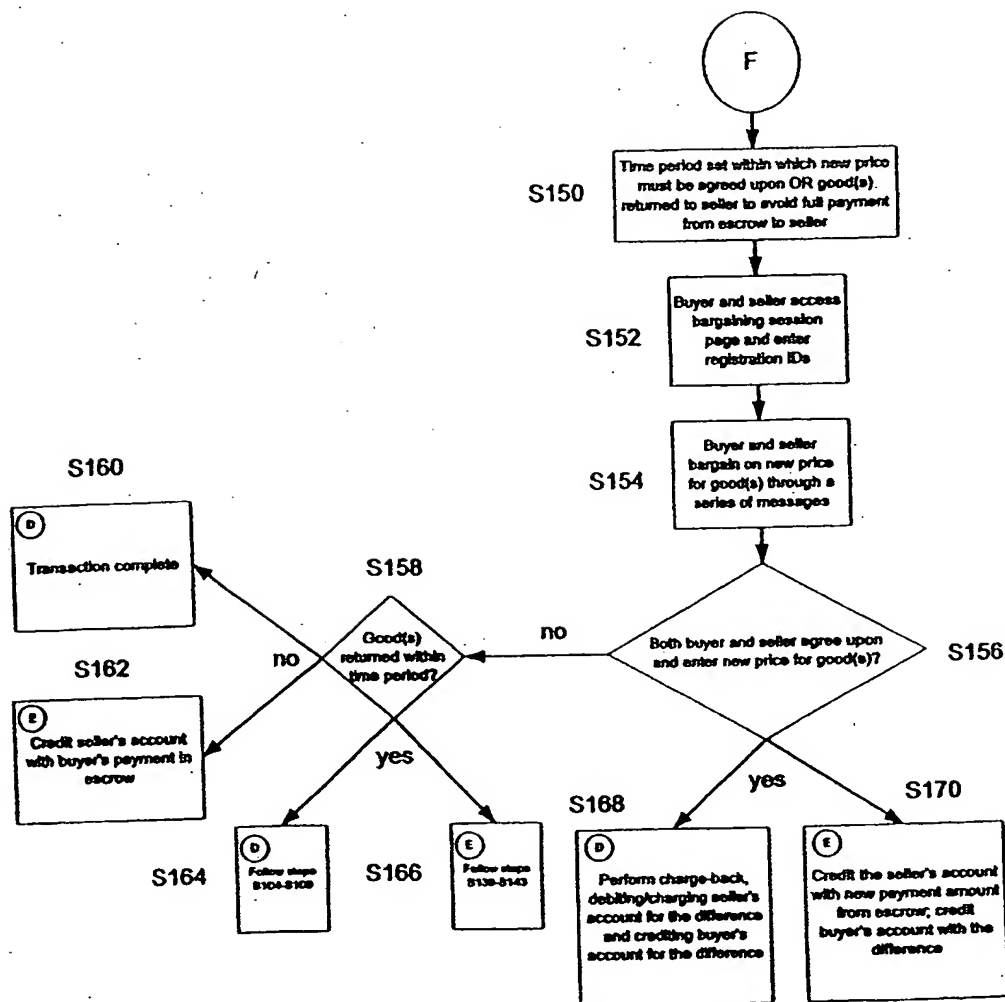 F
S150
Time period set within which new price
must be agreed upon OR good(s).
returned to seller to avoid full payment
from escrow to seller
S152
Buyer and seller access
bargaining session
page and enter
registration IDs
S154
Buyer and seller
bargain on new price
for good(s) through a
series of messages
S156
Both buyer and seller agree upon
and enter new price for good(s)?
no
yes
S158
Good(s)
returned within
time period?
no
yes
S160
D
Transaction complete
S162
E
Credit seller's account
with buyer's payment in
escrow
S164
D
Follow steps
S104-S109
S166
E
Follow steps
S139-S143
S168
D
Perform charge-back,
debiting/charging seller's
account for the difference
and crediting buyer's
account for the difference
S170
E
Credit the seller's account
with new payment amount
from escrow; credit
buyer's account with the
difference